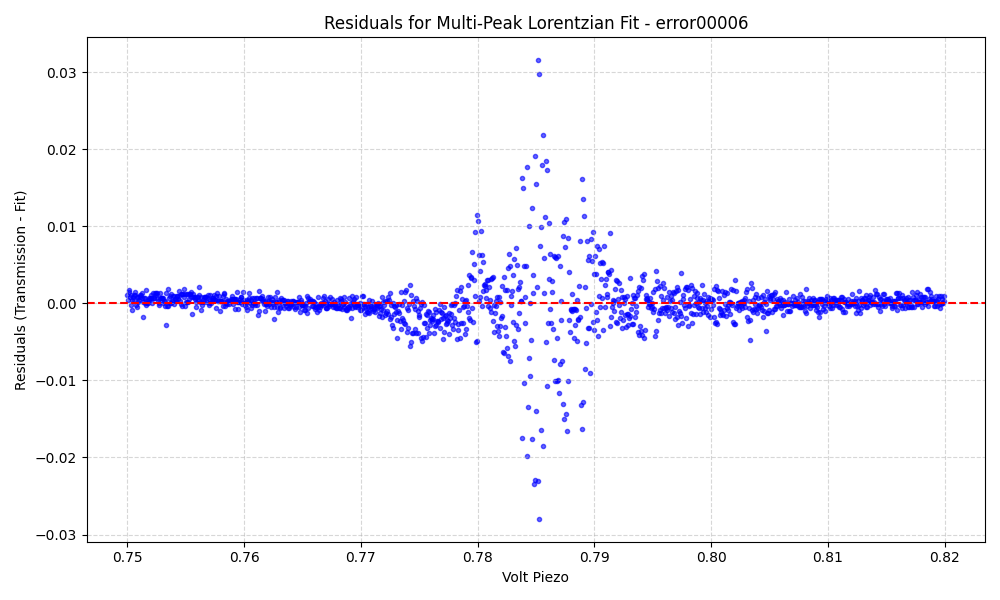 Residuals for Multi-Peak Lorentzian Fit - error00006
Residuals (Transmission - Fit)
0.03
0.02
0.01
0.00
−0.01
−0.02
−0.03
0.75 0.76 0.77 0.78 0.79 0.80 0.81 0.82
Volt Piezo